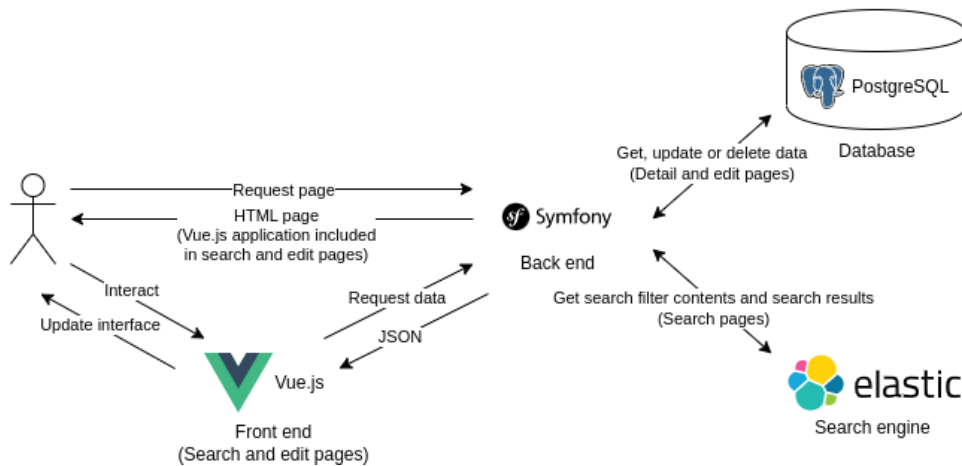 PostgreSQL
Database
Get, update or delete data
(Detail and edit pages)
Request page
HTML page
(Vue.js application included
in search and edit pages)
sf Symfony
Back end
Interact
Update interface
Request data
JSON
Get search filter contents and search results
(Search pages)
Vue.js
Front end
(Search and edit pages)
elastic
Search engine